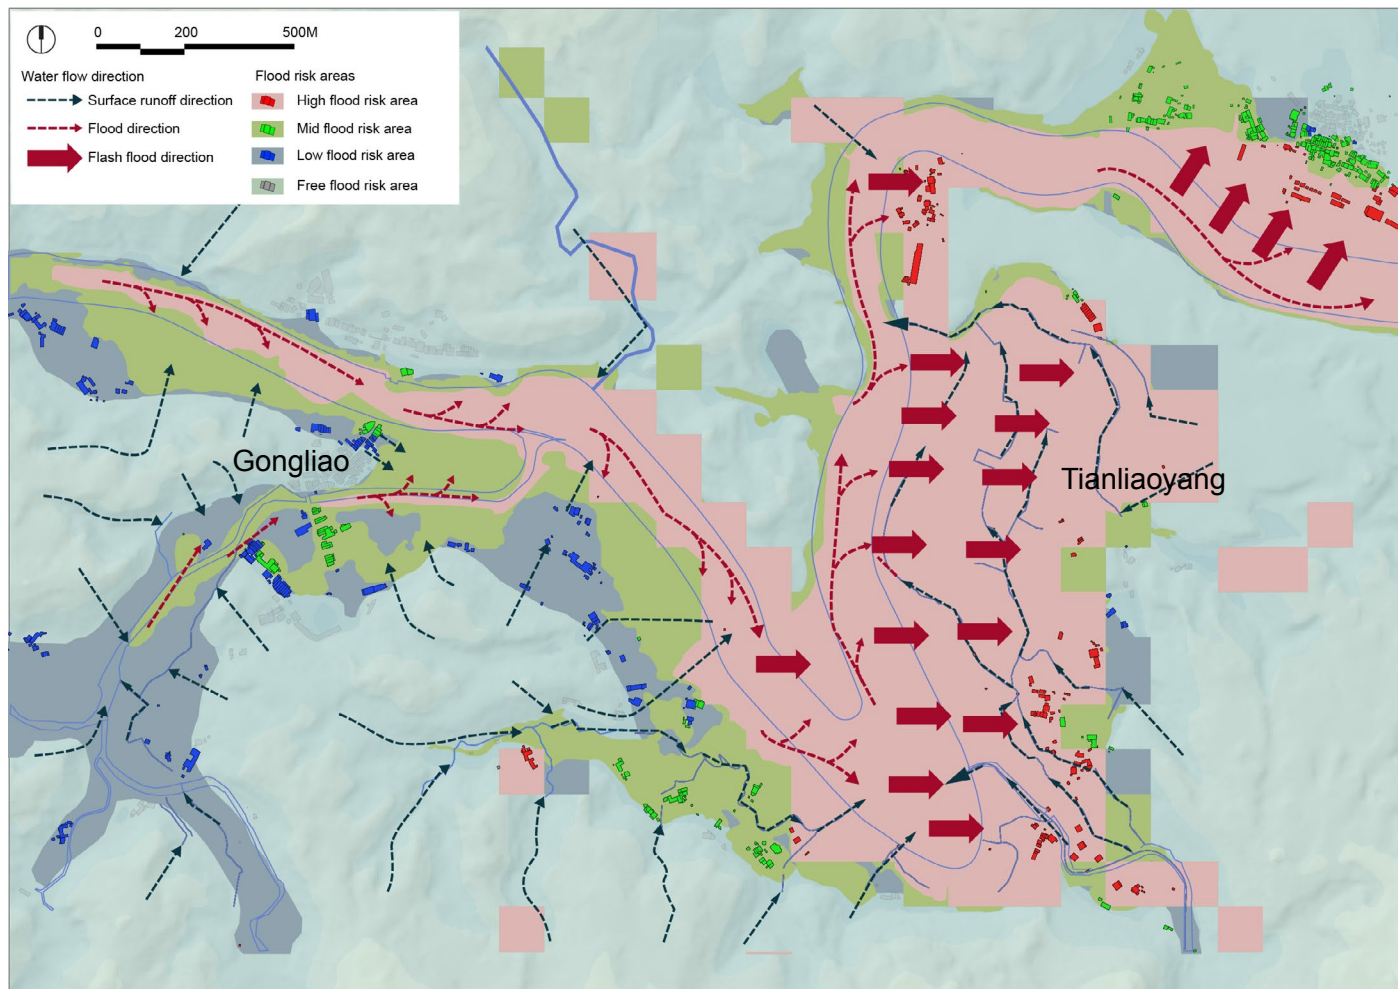 0 200 500M
Water flow direction
Surface runoff direction
Flood direction
Flash flood direction
Flood risk areas
High flood risk area
Mid flood risk area
Low flood risk area
Free flood risk area
Gongliao
Tianliaoyang